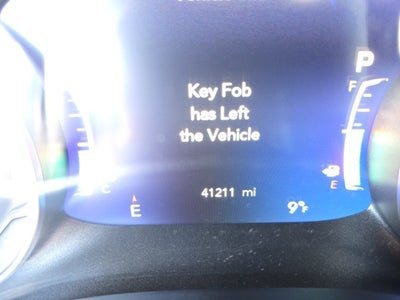 P
Key Fob
F
has Left
the Vehicle
C
E
41211 mi
E
9°F